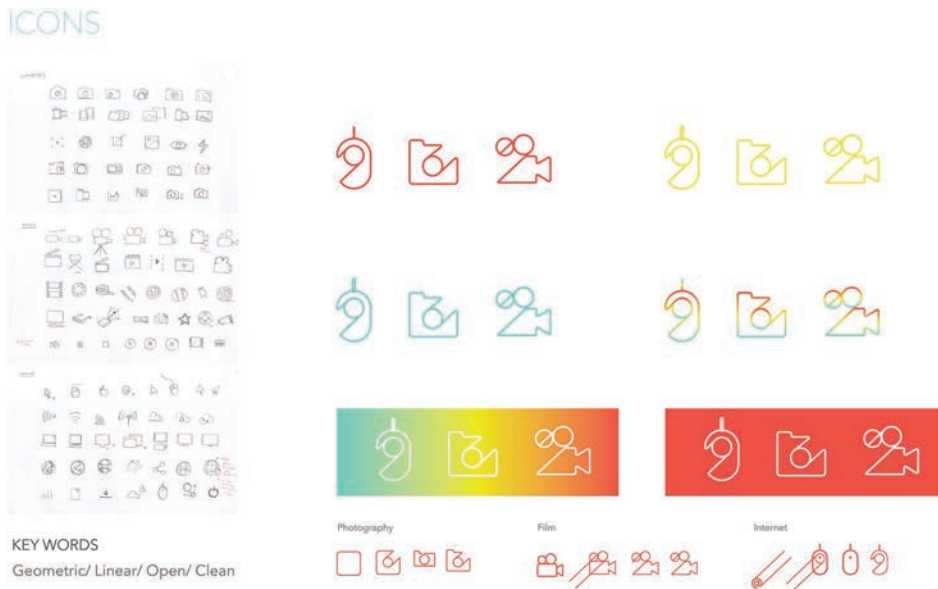 ICONS
KEY WORDS
Geometric/ Linear/ Open/ Clean
Photography
Film
Internet